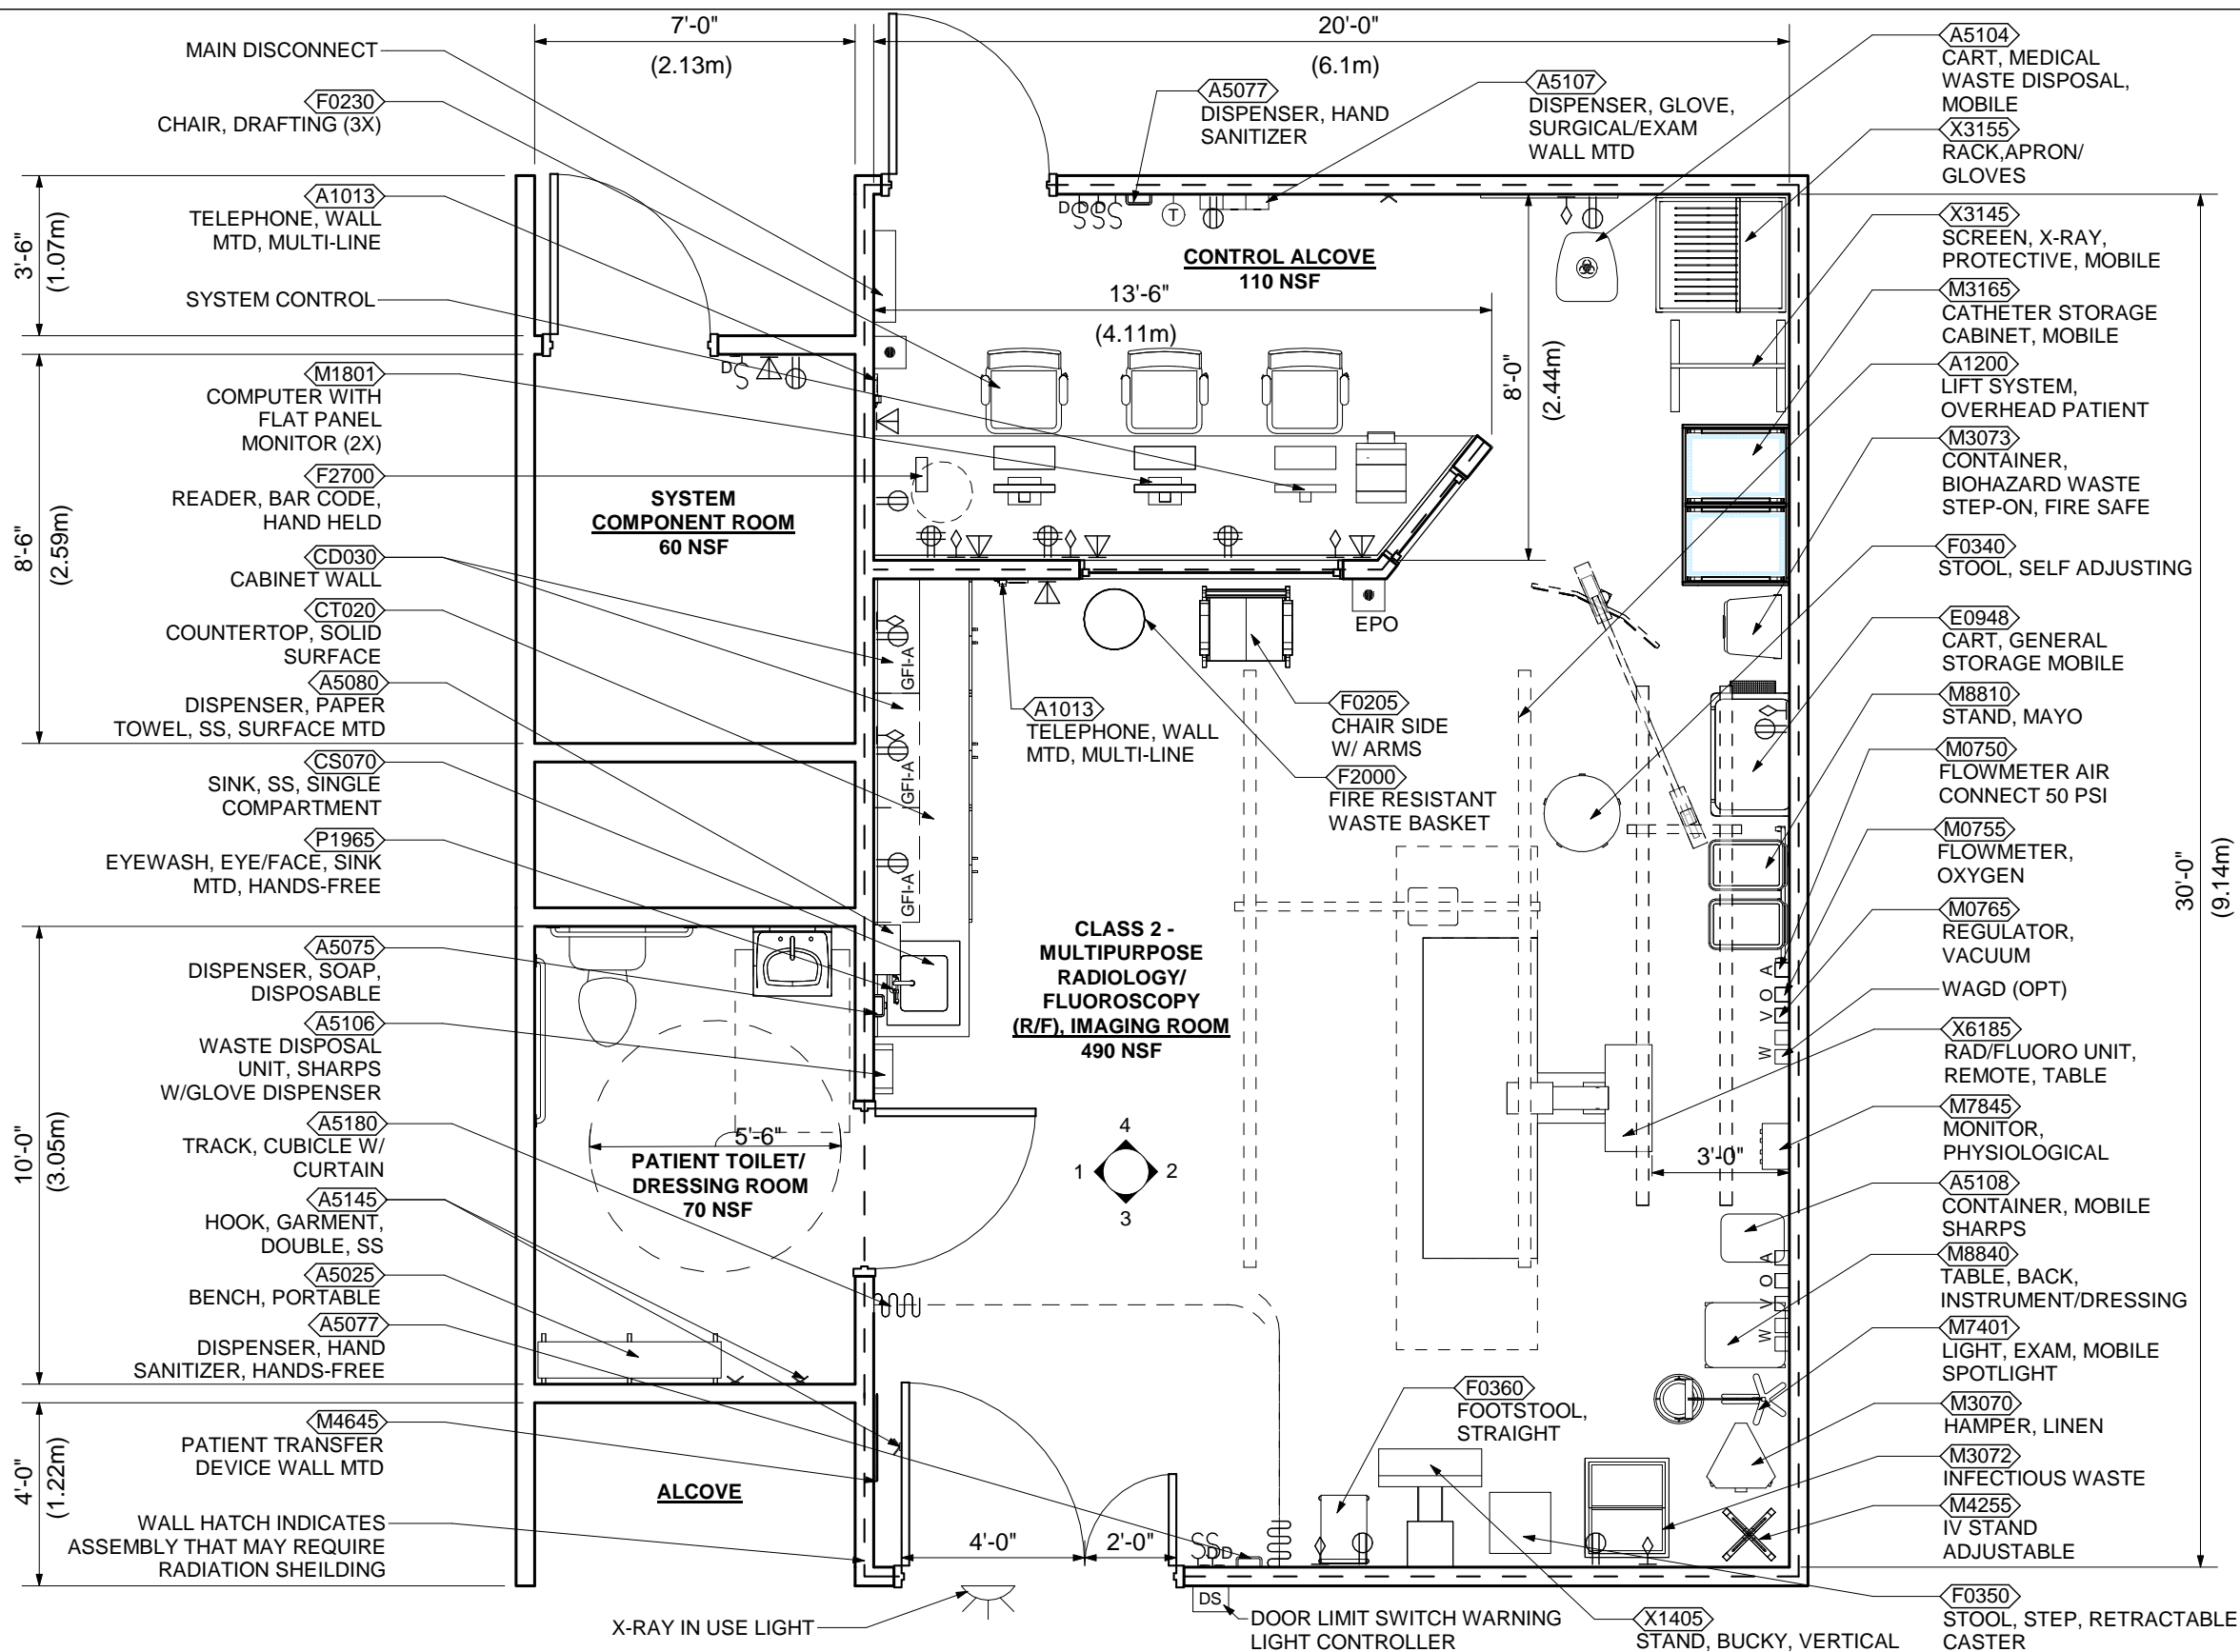 7'-0"
(2.13m)
20'-0"
(6.1m)
MAIN DISCONNECT
F0230
CHAIR, DRAFTING (3X)
A1013
TELEPHONE, WALL
MTD, MULTI-LINE
SYSTEM CONTROL
M1801
COMPUTER WITH
FLAT PANEL
MONITOR (2X)
F2700
READER, BAR CODE,
HAND HELD
CD030
CABINET WALL
CT020
COUNTERTOP, SOLID
SURFACE
A5080
DISPENSER, PAPER
TOWEL, SS, SURFACE MTD
CS070
SINK, SS, SINGLE
COMPARTMENT
P1965
EYEWASH, EYE/FACE, SINK
MTD, HANDS-FREE
A5075
DISPENSER, SOAP,
DISPOSABLE
A5106
WASTE DISPOSAL
UNIT, SHARPS
W/GLOVE DISPENSER
A5180
TRACK, CUBICLE W/
CURTAIN
A5145
HOOK, GARMENT,
DOUBLE, SS
A5025
BENCH, PORTABLE
A5077
DISPENSER, HAND
SANITIZER, HANDS-FREE
M4645
PATIENT TRANSFER
DEVICE WALL MTD
WALL HATCH INDICATES
ASSEMBLY THAT MAY REQUIRE
RADIATION SHEILDING
X-RAY IN USE LIGHT
3'-6"
(1.07m)
8'-6"
(2.59m)
10'-0"
(3.05m)
4'-0"
(1.22m)
A5077
DISPENSER, HAND
SANITIZER
A5107
DISPENSER, GLOVE,
SURGICAL/EXAM
WALL MTD
D D D
S S S
T
CONTROL ALCOVE
110 NSF
13'-6"
(4.11m)
8'-0"
(2.44m)
D
S
SYSTEM
COMPONENT ROOM
60 NSF
EPO
GFI-A
GFI-A
GFI-A
A1013
TELEPHONE, WALL
MTD, MULTI-LINE
F0205
CHAIR SIDE
W/ ARMS
F2000
FIRE RESISTANT
WASTE BASKET
CLASS 2 -
MULTIPURPOSE
RADIOLOGY/
FLUOROSCOPY
(R/F), IMAGING ROOM
490 NSF
5'-6"
PATIENT TOILET/
DRESSING ROOM
70 NSF
4
1
2
3
3'-0"
A
O
V
W
A
O
V
W
ALCOVE
4'-0"
2'-0"
SS
DD
F0360
FOOTSTOOL,
STRAIGHT
DS
DOOR LIMIT SWITCH WARNING
LIGHT CONTROLLER
X1405
STAND, BUCKY, VERTICAL
A5104
CART, MEDICAL
WASTE DISPOSAL,
MOBILE
X3155
RACK,APRON/
GLOVES
X3145
SCREEN, X-RAY,
PROTECTIVE, MOBILE
M3165
CATHETER STORAGE
CABINET, MOBILE
A1200
LIFT SYSTEM,
OVERHEAD PATIENT
M3073
CONTAINER,
BIOHAZARD WASTE
STEP-ON, FIRE SAFE
F0340
STOOL, SELF ADJUSTING
E0948
CART, GENERAL
STORAGE MOBILE
M8810
STAND, MAYO
M0750
FLOWMETER AIR
CONNECT 50 PSI
M0755
FLOWMETER,
OXYGEN
M0765
REGULATOR,
VACUUM
WAGD (OPT)
X6185
RAD/FLUORO UNIT,
REMOTE, TABLE
M7845
MONITOR,
PHYSIOLOGICAL
A5108
CONTAINER, MOBILE
SHARPS
M8840
TABLE, BACK,
INSTRUMENT/DRESSING
M7401
LIGHT, EXAM, MOBILE
SPOTLIGHT
M3070
HAMPER, LINEN
M3072
INFECTIOUS WASTE
M4255
IV STAND
ADJUSTABLE
F0350
STOOL, STEP, RETRACTABLE
CASTER
30'-0"
(9.14m)